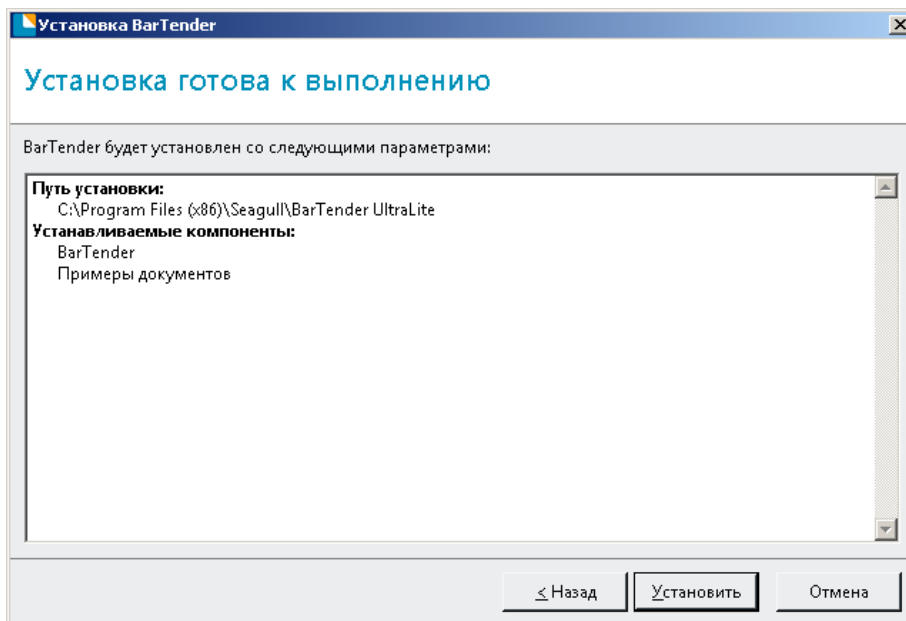 Установка BarTender
Установка готова к выполнению
BarTender будет установлен со следующими параметрами:
Путь установки:
C:\Program Files (x86)\Seagull\BarTender UltraLite
Устанавливаемые компоненты:
BarTender
Примеры документов
< Назад
Установить
Отмена